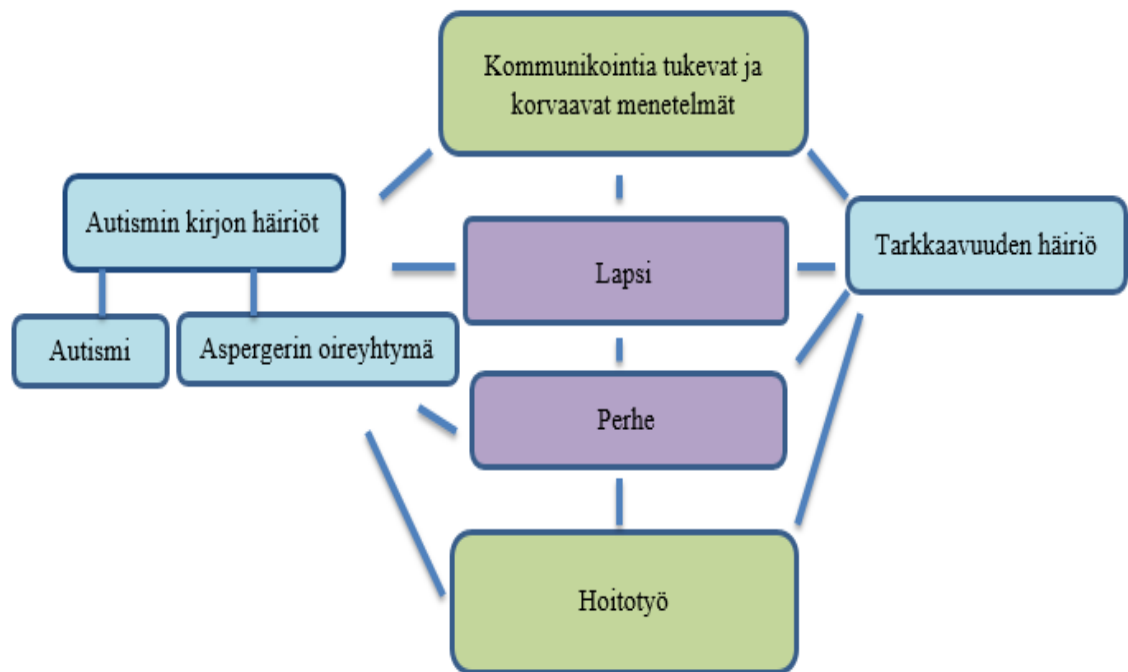 Kommunikointia tukevat ja
korvaavat menetelmät
Autismin kirjon häiriöt
Lapsi
Tarkkaavuuden häiriö
Autismi
Aspergerin oireyhtymä
Perhe
Hoitotyö